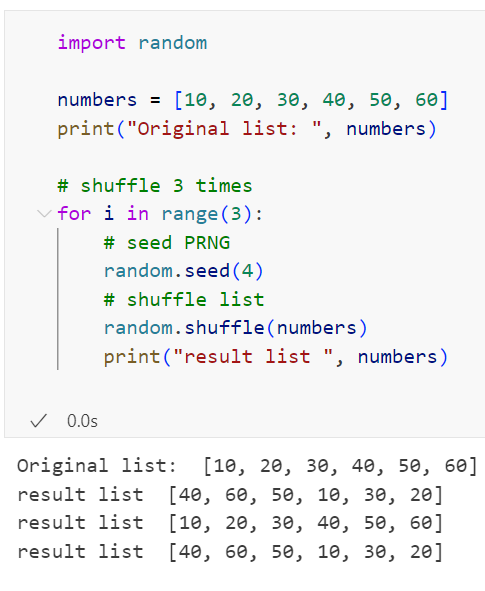 import random
numbers = [10, 20, 30, 40, 50, 60]
print("Original list: ", numbers)
# shuffle 3 times
for i in range(3):
    # seed PRNG
    random.seed(4)
    # shuffle list
    random.shuffle(numbers)
    print("result list ", numbers)
0.0s
Original list:  [10, 20, 30, 40, 50, 60]
result list  [40, 60, 50, 10, 30, 20]
result list  [10, 20, 30, 40, 50, 60]
result list  [40, 60, 50, 10, 30, 20]